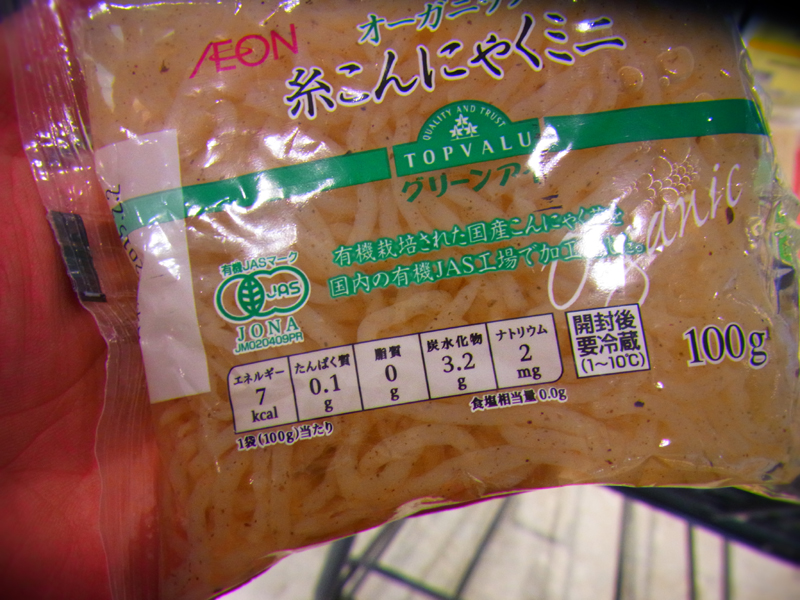 ÆON
オーガニック
糸こんにゃくミニ
QUALITY AND TRUST
TOPVALU
グリーンアイ
Organic
有機栽培された国産こんにゃく芋を
国内の有機JAS工場で加工
有機JASマーク
JAS
JONA
JM020409PR
エネルギー 7 kcal
たんぱく質 0.1 g
脂質 0 g
炭水化物 3.2 g
ナトリウム 2 mg
1袋(100g)当たり
食塩相当量0.0g
開封後
要冷蔵
(1~10℃)
100g